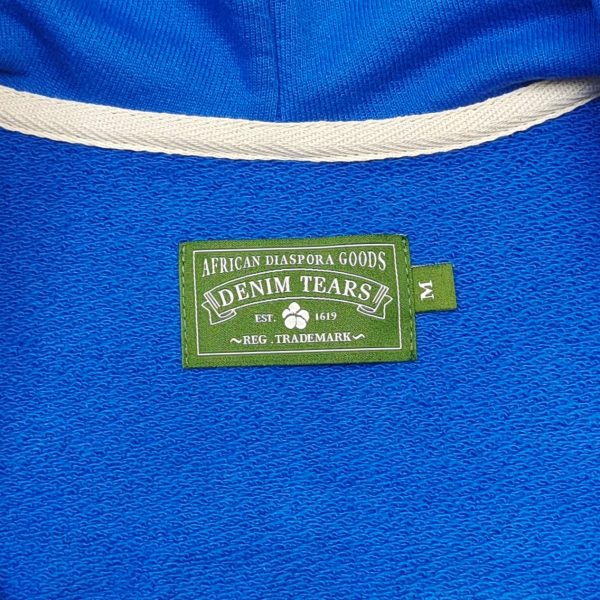 AFRICAN DIASPORA GOODS
DENIM TEARS
EST. 1619
~REG .TRADEMARK~
M